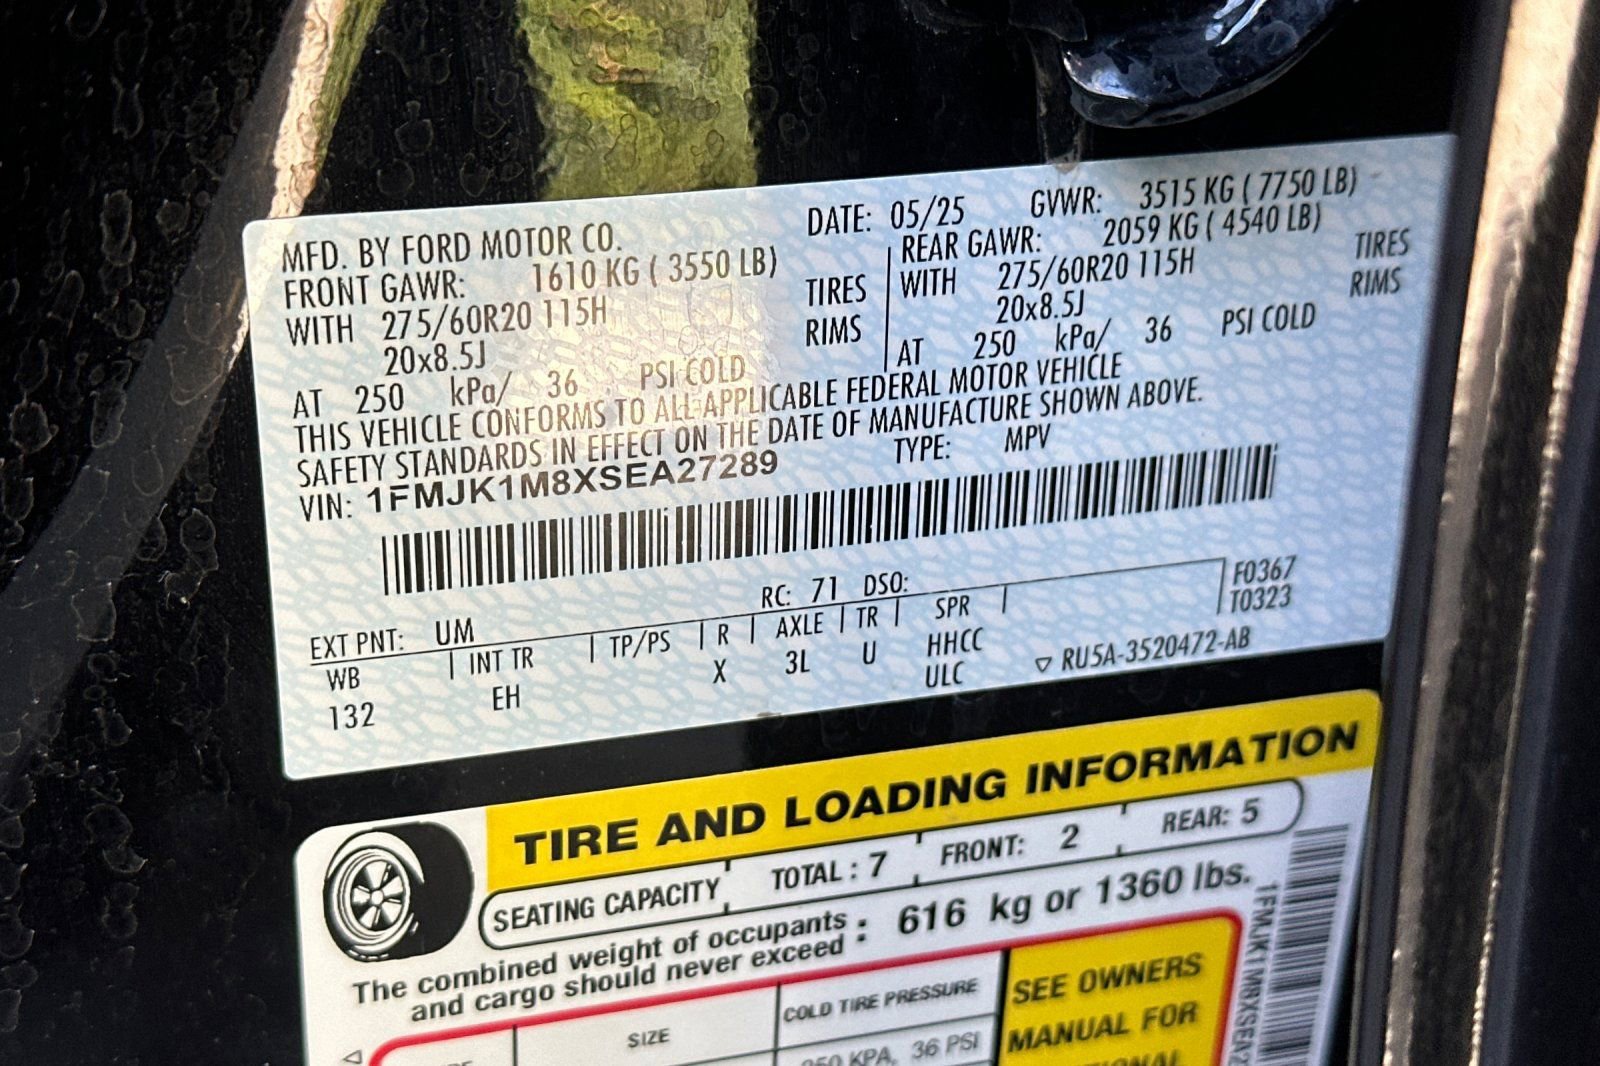 MFD. BY FORD MOTOR CO.
DATE: 05/25 GVWR: 3515 KG ( 7750 LB)
FRONT GAWR: 1610 KG ( 3550 LB)
WITH 275/60R20 115H TIRES
20x8.5J RIMS
AT 250 kPa/ 36 PSI COLD
REAR GAWR: 2059 KG ( 4540 LB)
WITH 275/60R20 115H TIRES
20x8.5J RIMS
AT 250 kPa/ 36 PSI COLD
THIS VEHICLE CONFORMS TO ALL APPLICABLE FEDERAL MOTOR VEHICLE
SAFETY STANDARDS IN EFFECT ON THE DATE OF MANUFACTURE SHOWN ABOVE.
VIN: 1FMJK1M8XSEA27289 TYPE: MPV
EXT PNT: UM RC: 71 DSO: F0367
T0323
WB INT TR TP/PS R AXLE TR SPR
132 EH X 3L U HHCC
ULC
RU5A-3520472-AB
TIRE AND LOADING INFORMATION
SEATING CAPACITY TOTAL : 7 FRONT: 2 REAR: 5
The combined weight of occupants
and cargo should never exceed : 616 kg or 1360 lbs.
SIZE COLD TIRE PRESSURE
250 KPA, 36 PSI
SEE OWNERS
MANUAL FOR
1FMJK1M8XSEA2